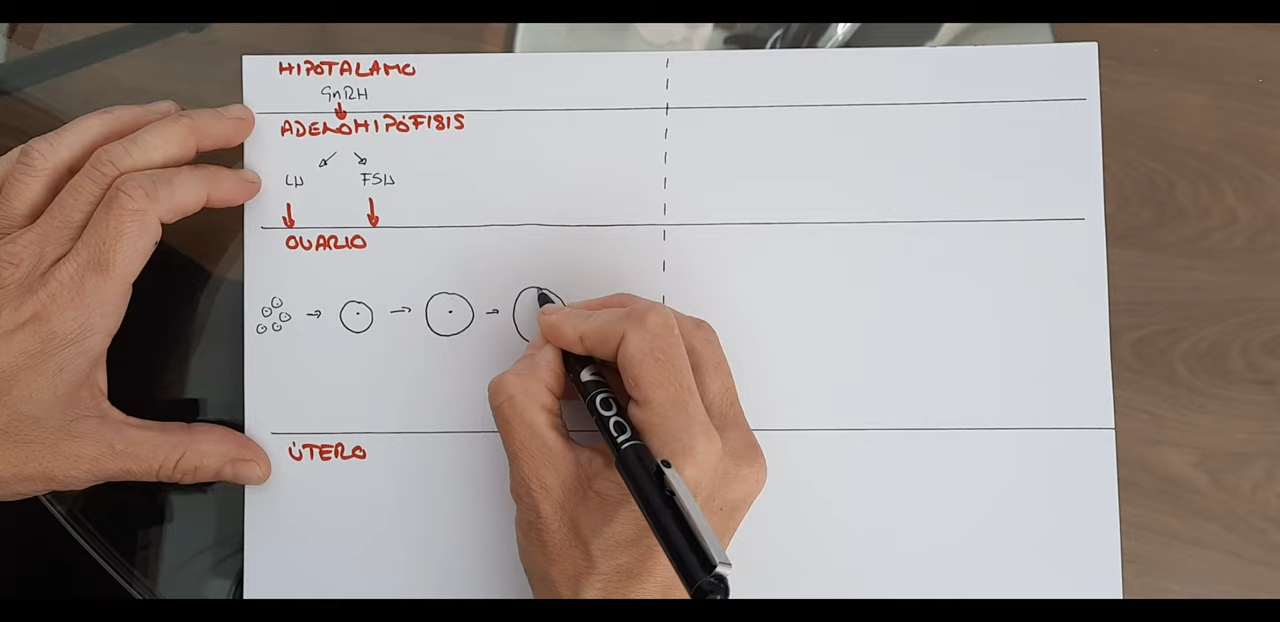 HIPOTALAMO
GnRH
ADENOHIPÓFISIS
LH FSH
OVARIO
ÚTERO